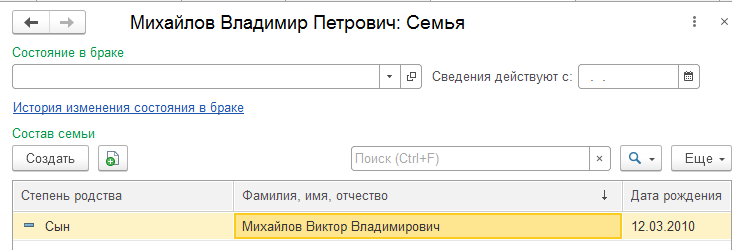 Михайлов Владимир Петрович: Семья
Состояние в браке
Сведения действуют с: . .
История изменения состояния в браке
Состав семьи
Создать Поиск (Ctrl+F) × Еще
Степень родства Фамилия, имя, отчество ↓ Дата рождения
Сын Михайлов Виктор Владимирович 12.03.2010